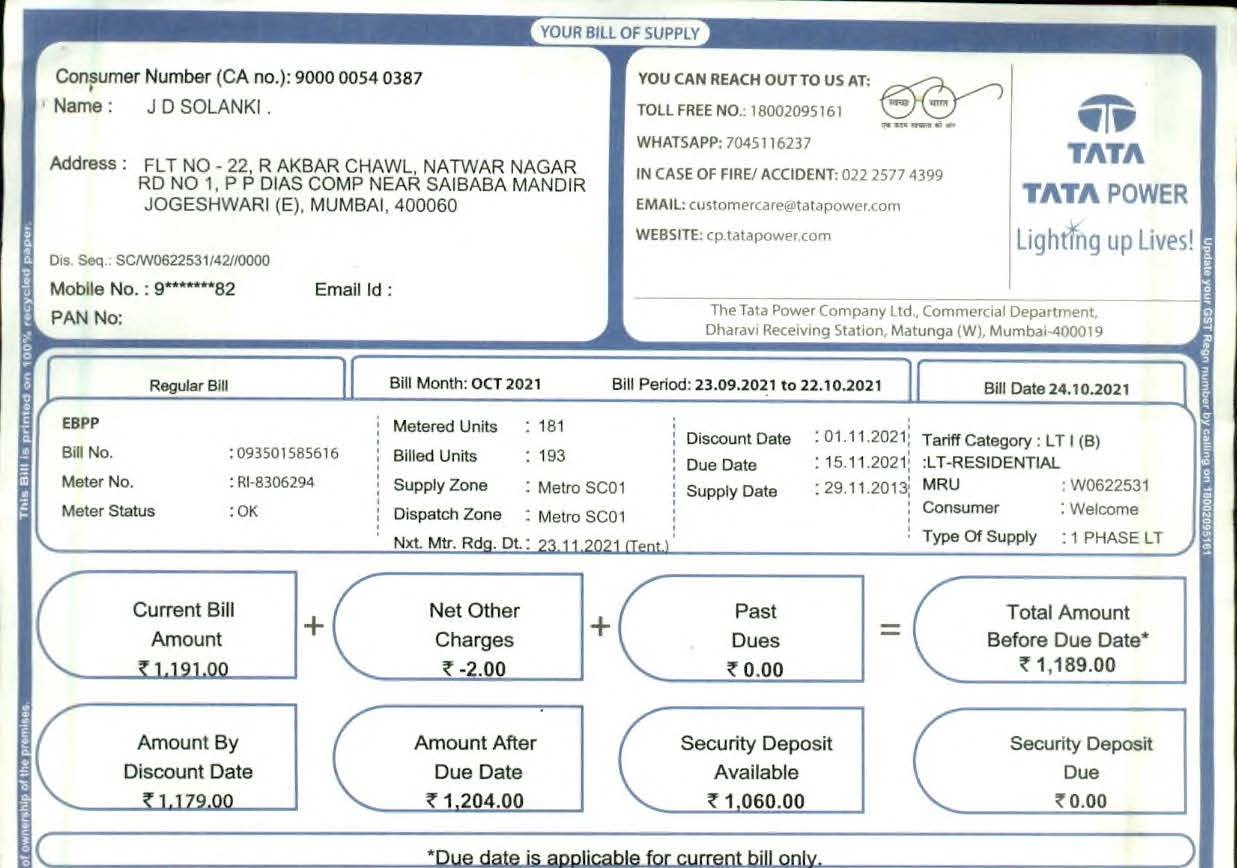 YOUR BILL OF SUPPLY
Consumer Number (CA no.): 9000 0054 0387
Name : J D SOLANKI .
Address : FLT NO - 22, R AKBAR CHAWL, NATWAR NAGAR
RD NO 1, P P DIAS COMP NEAR SAIBABA MANDIR
JOGESHWARI (E), MUMBAI, 400060
Dis. Seq.: SC/W0622531/42//0000
Mobile No. : 9*******82 Email Id :
PAN No:
YOU CAN REACH OUT TO US AT:
TOLL FREE NO.: 18002095161
WHATSAPP: 7045116237
IN CASE OF FIRE/ ACCIDENT: 022 2577 4399
EMAIL: customercare@tatapower.com
WEBSITE: cp.tatapower.com
स्वच्छ भारत
एक कदम स्वच्छता की ओर
TATA
TATA POWER
Lighting up Lives!
The Tata Power Company Ltd., Commercial Department,
Dharavi Receiving Station, Matunga (W), Mumbai-400019
This Bill is printed on 100% recycled paper.
Update your GST Regn number by calling on 18002095161
Regular Bill
Bill Month: OCT 2021 Bill Period: 23.09.2021 to 22.10.2021
Bill Date 24.10.2021
EBPP
Bill No. : 093501585616
Meter No. : RI-8306294
Meter Status : OK
Metered Units : 181
Billed Units : 193
Supply Zone : Metro SC01
Dispatch Zone : Metro SC01
Nxt. Mtr. Rdg. Dt. : 23.11.2021 (Tent.)
Discount Date : 01.11.2021
Due Date : 15.11.2021
Supply Date : 29.11.2013
Tariff Category : LT I (B)
:LT-RESIDENTIAL
MRU : W0622531
Consumer : Welcome
Type Of Supply : 1 PHASE LT
Current Bill
Amount
₹ 1,191.00
+
Net Other
Charges
₹ -2.00
+
Past
Dues
₹ 0.00
=
Total Amount
Before Due Date*
₹ 1,189.00
Amount By
Discount Date
₹ 1,179.00
Amount After
Due Date
₹ 1,204.00
Security Deposit
Available
₹ 1,060.00
Security Deposit
Due
₹ 0.00
of ownership of the premises.
*Due date is applicable for current bill only.